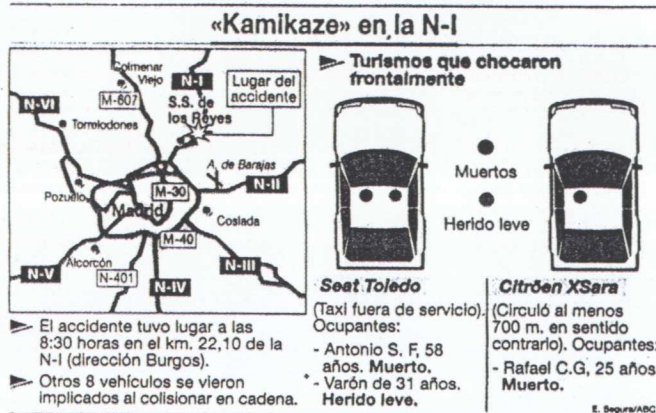 «Kamikaze» en la N-I
Colmenar
Viejo
N-I
M-607
S.S. de
los Reyes
Lugar del
accidente
N-VI
Torrelodones
A. de Barajas
N-II
M-30
Pozuelo
Madrid
Coslada
M-40
Alcorcón
N-V
N-401
N-IV
N-III
El accidente tuvo lugar a las
8:30 horas en el km. 22,10 de la
N-I (dirección Burgos).
Otros 8 vehículos se vieron
implicados al colisionar en cadena.
Turismos que chocaron
frontalmente
Muertos
Herido leve
Seat Toledo
(Taxi fuera de servicio).
Ocupantes:
- Antonio S. F, 58
años. Muerto.
- Varón de 31 años.
Herido leve.
Citröen XSara
(Circuló al menos
700 m. en sentido
contrario). Ocupantes:
- Rafael C.G, 25 años.
Muerto.
E. Segura/ABC